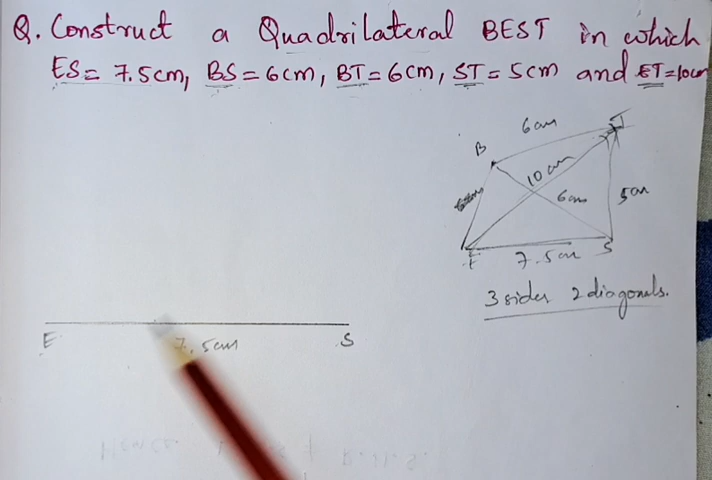 Q. Construct a Quadrilateral BEST in which
ES = 7.5cm, BS = 6cm, BT = 6cm, ST = 5cm and ET = 10cm
6cm
T
B
10 cm
6cm
5cm
E
7.5cm
S
3 sides 2 diagonals.
E
7.5cm
S